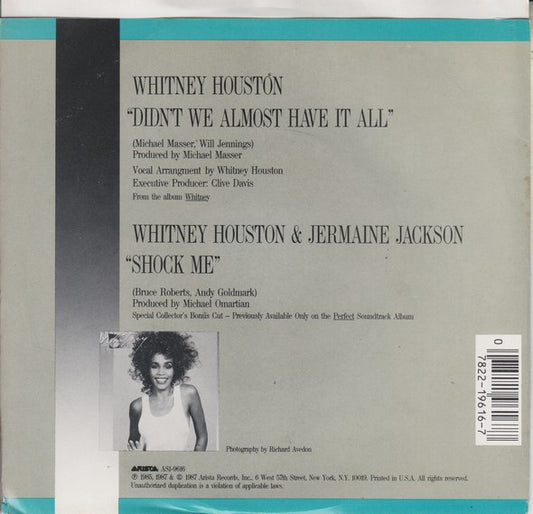 WHITNEY HOUSTON
“DIDN'T WE ALMOST HAVE IT ALL”
(Michael Masser, Will Jennings)
Produced by Michael Masser
Vocal Arrangment by Whitney Houston
Executive Producer: Clive Davis
From the album Whitney
WHITNEY HOUSTON & JERMAINE JACKSON
“SHOCK ME”
(Bruce Roberts, Andy Goldmark)
Produced by Michael Omartian
Special Collector's Bonus Cut – Previously Available Only on the Perfect Soundtrack Album
Whitney
0 7822-19616-7
Photography by Richard Avedon
ARISTA AS1-9616
℗ 1985, 1987 & © 1987 Arista Records, Inc., 6 West 57th Street, New York, N.Y. 10019. Printed in U.S.A. All rights reserved.
Unauthorized duplication is a violation of applicable laws.